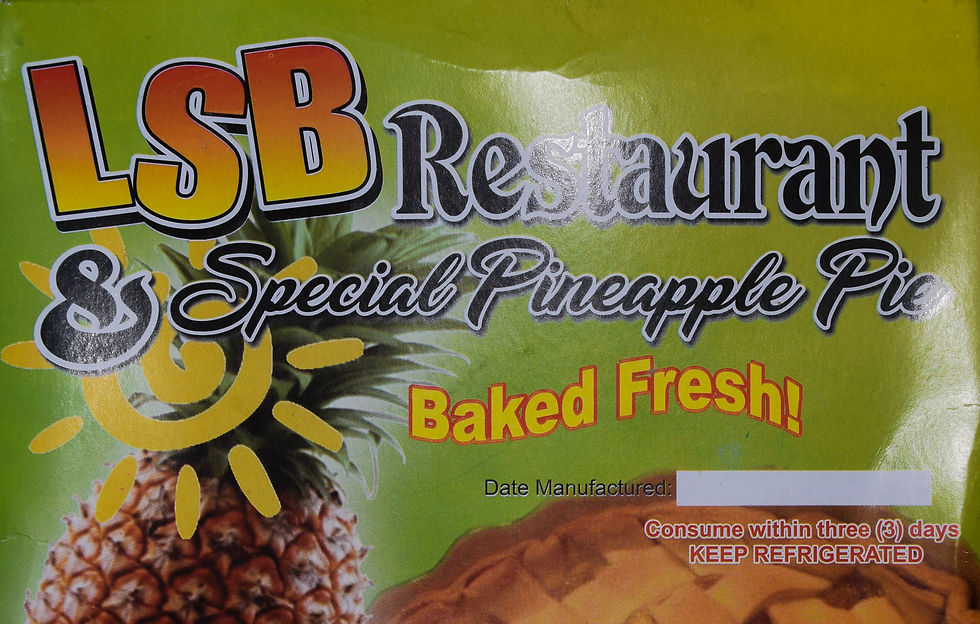 LSB Restaurant
& Special Pineapple Pie
Baked Fresh!
Date Manufactured:
Consume within three (3) days
KEEP REFRIGERATED